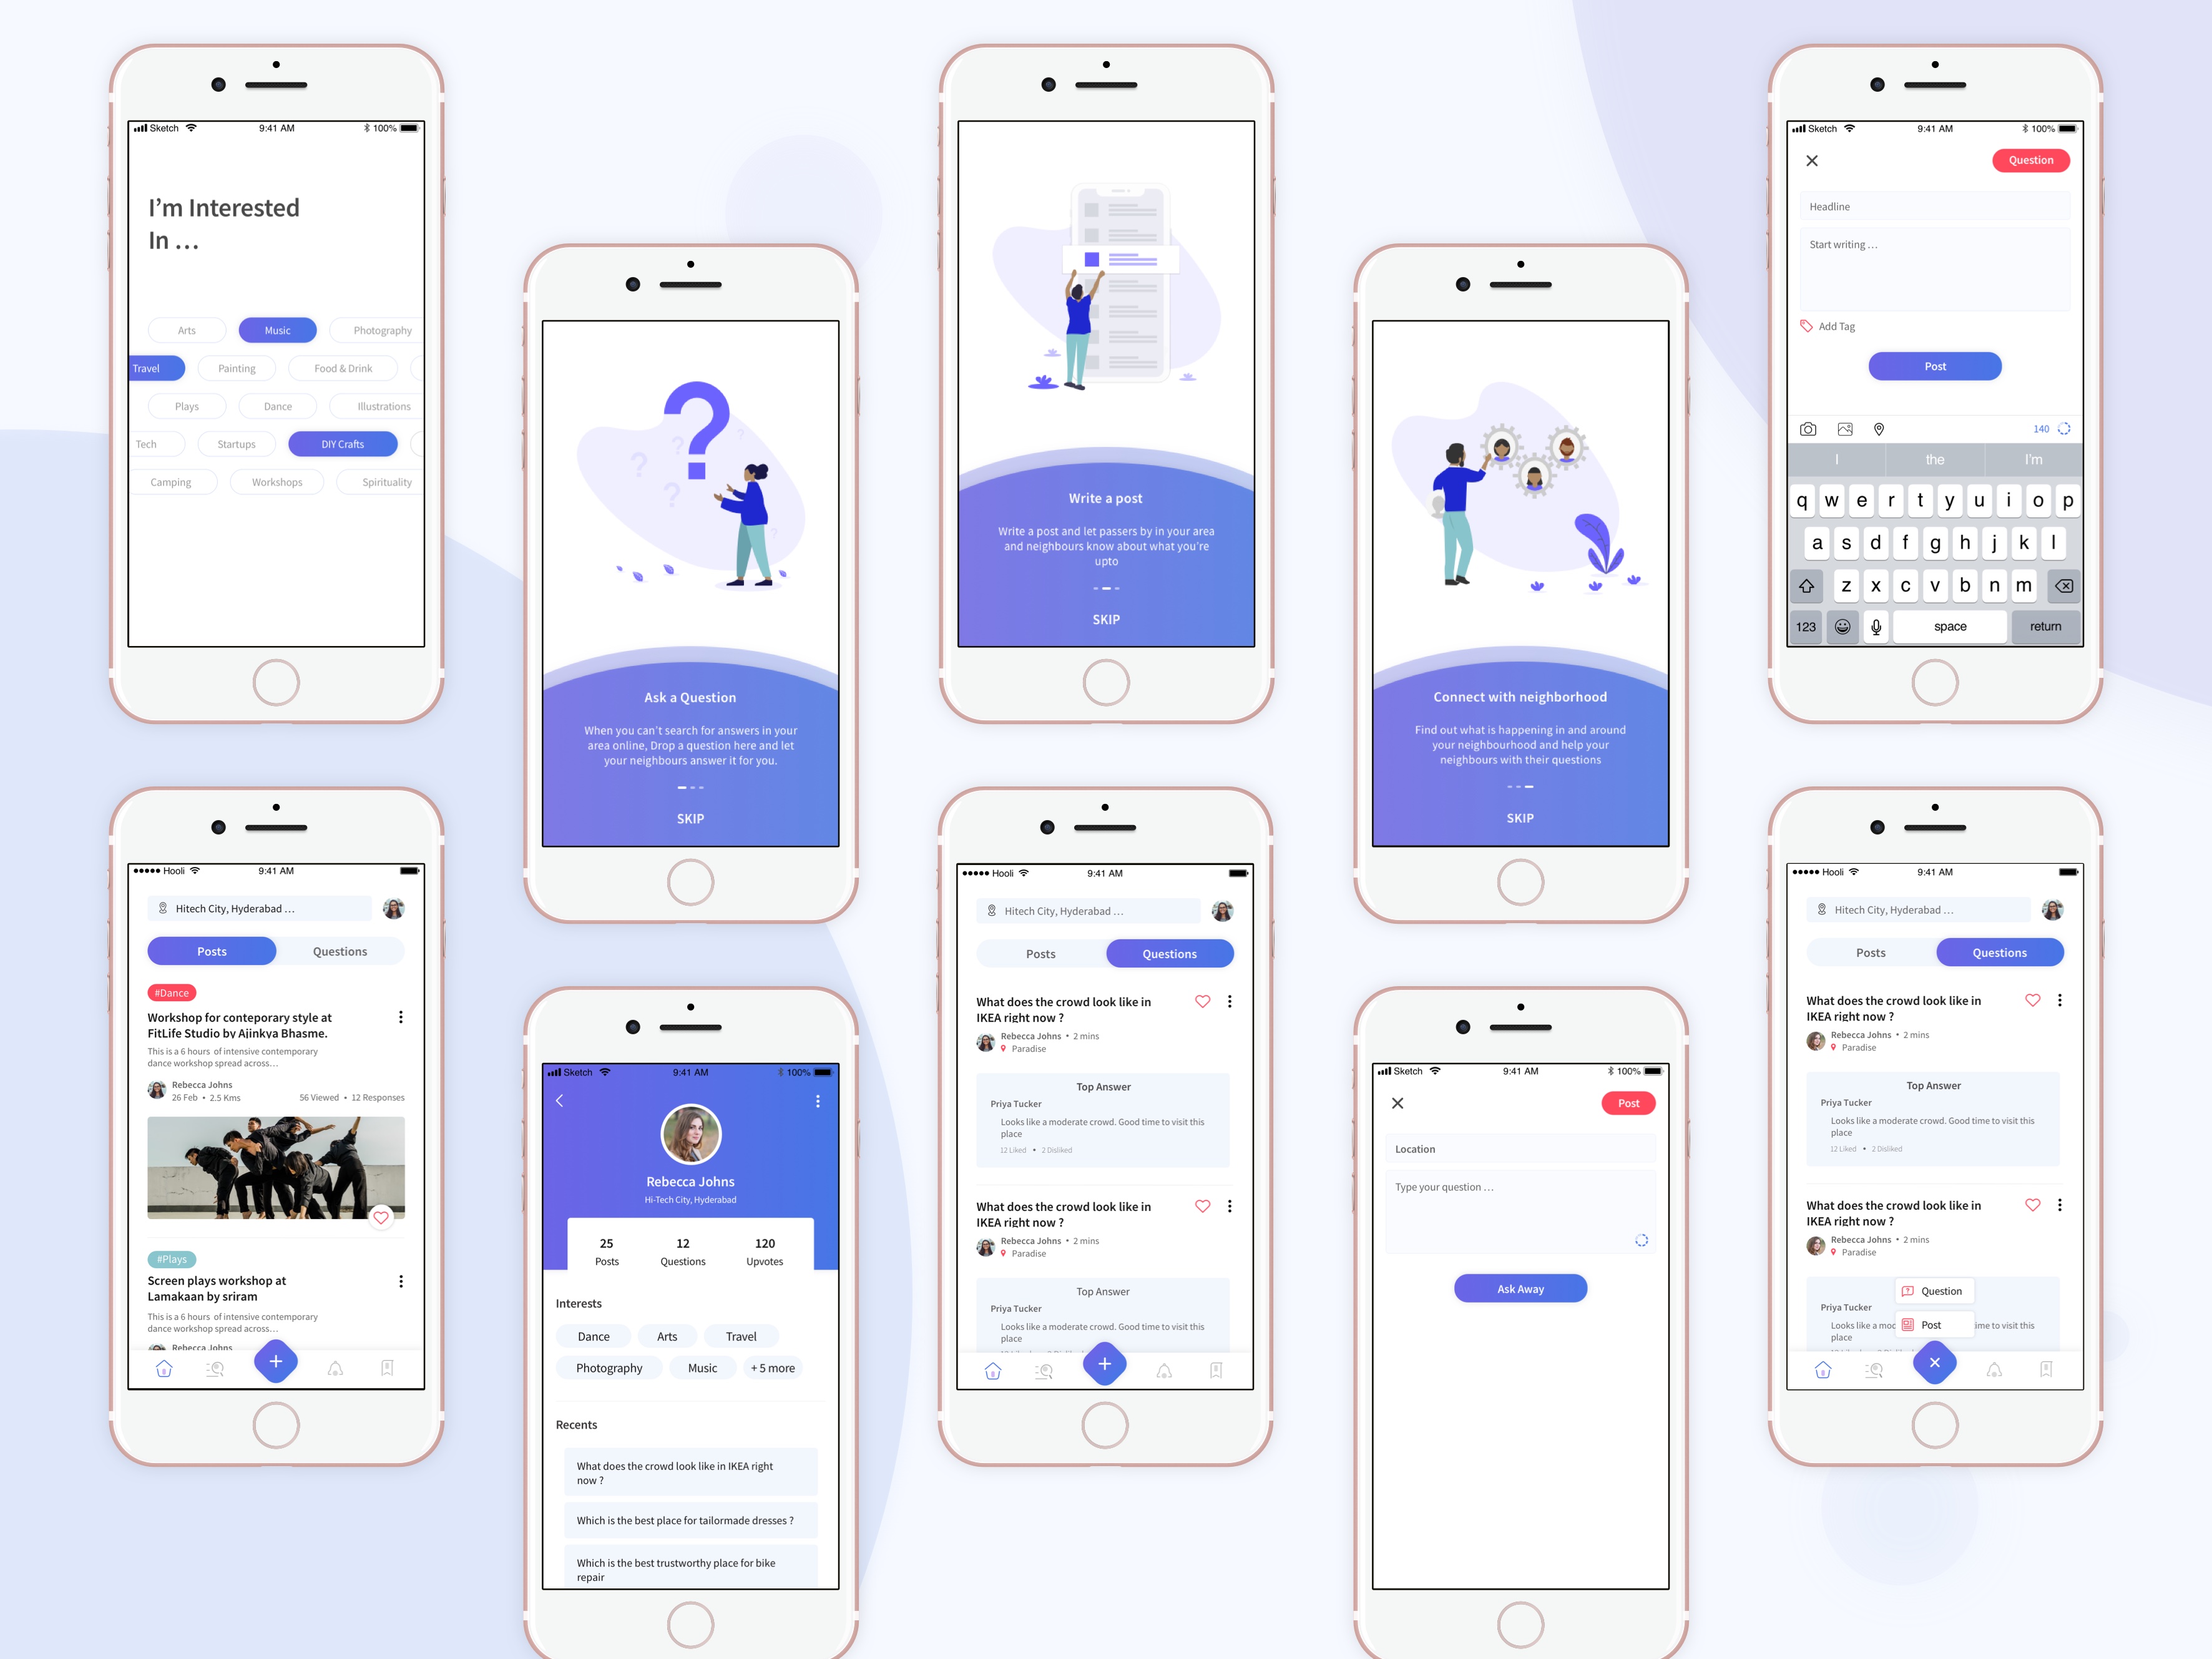 Sketch 9:41 AM 100%
I'm Interested
In ...
Arts Music Photography
Travel Painting Food & Drink
Plays Dance Illustrations
Tech Startups DIY Crafts
Camping Workshops Spirituality
?
? ? ? ? ?
Ask a Question
When you can't search for answers in your
area online, Drop a question here and let
your neighbours answer it for you.
SKIP
Write a post
Write a post and let passers by in your area
and neighbours know about what you're
upto
SKIP
Connect with neighborhood
Find out what is happening in and around
your neighbourhood and help your
neighbours with their questions
SKIP
Sketch 9:41 AM 100%
Question
Headline
Start writing ...
Add Tag
Post
140
I the I'm
q w e r t y u i o p
a s d f g h j k l
z x c v b n m
123 space return
Hooli 9:41 AM
Hitech City, Hyderabad ...
Posts Questions
#Dance
Workshop for conteporary style at
FitLife Studio by Ajinkya Bhasme.
This is a 6 hours of intensive contemporary
dance workshop spread across...
Rebecca Johns
26 Feb • 2.5 Kms 56 Viewed • 12 Responses
#Plays
Screen plays workshop at
Lamakaan by sriram
This is a 6 hours of intensive contemporary
dance workshop spread across...
Rebecca Johns
Sketch 9:41 AM 100%
Rebecca Johns
Hi-Tech City, Hyderabad
25 12 120
Posts Questions Upvotes
Interests
Dance Arts Travel
Photography Music + 5 more
Recents
What does the crowd look like in IKEA right
now ?
Which is the best place for tailormade dresses ?
Which is the best trustworthy place for bike
repair
Hooli 9:41 AM
Hitech City, Hyderabad ...
Posts Questions
What does the crowd look like in
IKEA right now ?
Rebecca Johns • 2 mins
Paradise
Top Answer
Priya Tucker
Looks like a moderate crowd. Good time to visit this
place
12 Liked • 2 Disliked
What does the crowd look like in
IKEA right now ?
Rebecca Johns • 2 mins
Paradise
Top Answer
Priya Tucker
Looks like a moderate crowd. Good time to visit this
place
Sketch 9:41 AM 100%
Post
Location
Type your question ...
Ask Away
Hooli 9:41 AM
Hitech City, Hyderabad ...
Posts Questions
What does the crowd look like in
IKEA right now ?
Rebecca Johns • 2 mins
Paradise
Top Answer
Priya Tucker
Looks like a moderate crowd. Good time to visit this
place
12 Liked • 2 Disliked
What does the crowd look like in
IKEA right now ?
Rebecca Johns • 2 mins
Paradise
Question
Priya Tucker
Post
Looks like a time to visit this
place